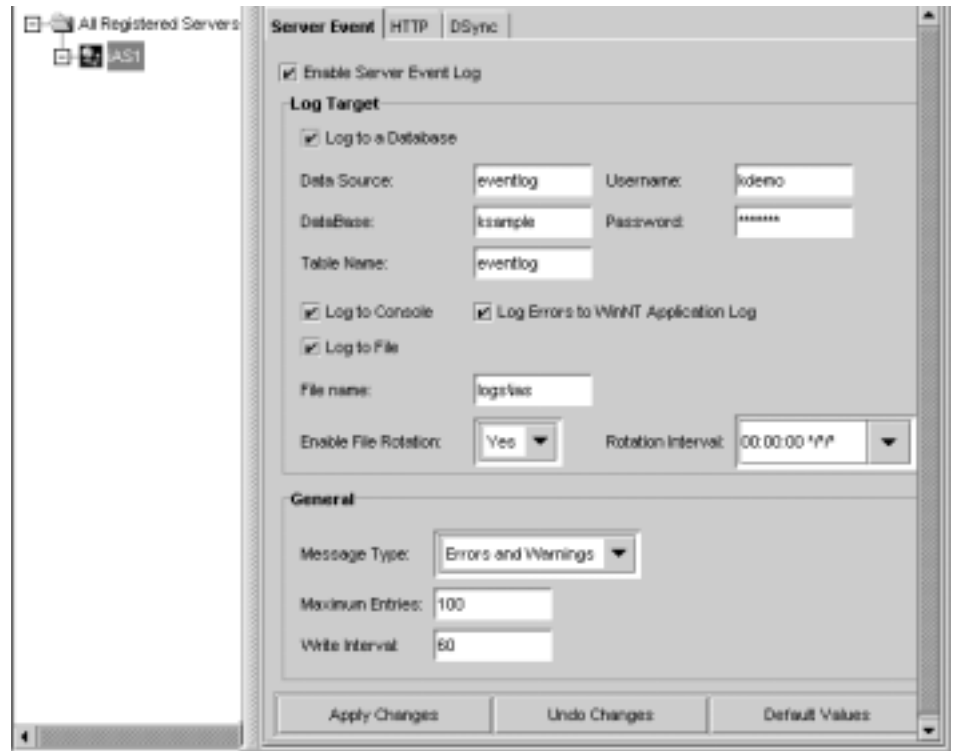 All Registered Servers
iAS1
Server Event HTTP DSync
Enable Server Event Log
Log Target
Log to a Database
Data Source: eventlog Username: kdemo
DataBase: ksample Password: *******
Table Name: eventlog
Log to Console Log Errors to WinNT Application Log
Log to File
File name:
Enable File Rotation: Yes Rotation Interval: 00:00:00 */*/*
General
Message Type: Errors and Warnings
Maximum Entries: 100
Write Interval: 60
Apply Changes Undo Changes Default Values